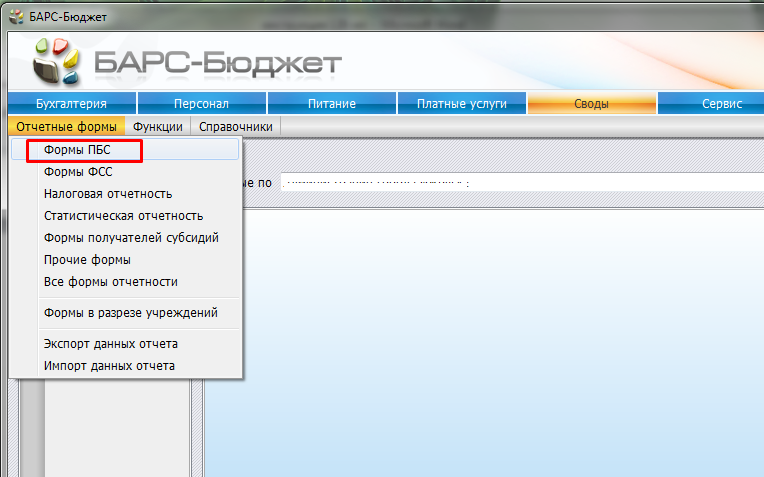 БАРС-Бюджет
БАРС-Бюджет
Бухгалтерия Персонал Питание Платные услуги Своды Сервис
Отчетные формы Функции Справочники
Формы ПБС
Формы ФСС
ые по
Налоговая отчетность
Статистическая отчетность
Формы получателей субсидий
Прочие формы
Все формы отчетности
Формы в разрезе учреждений
Экспорт данных отчета
Импорт данных отчета